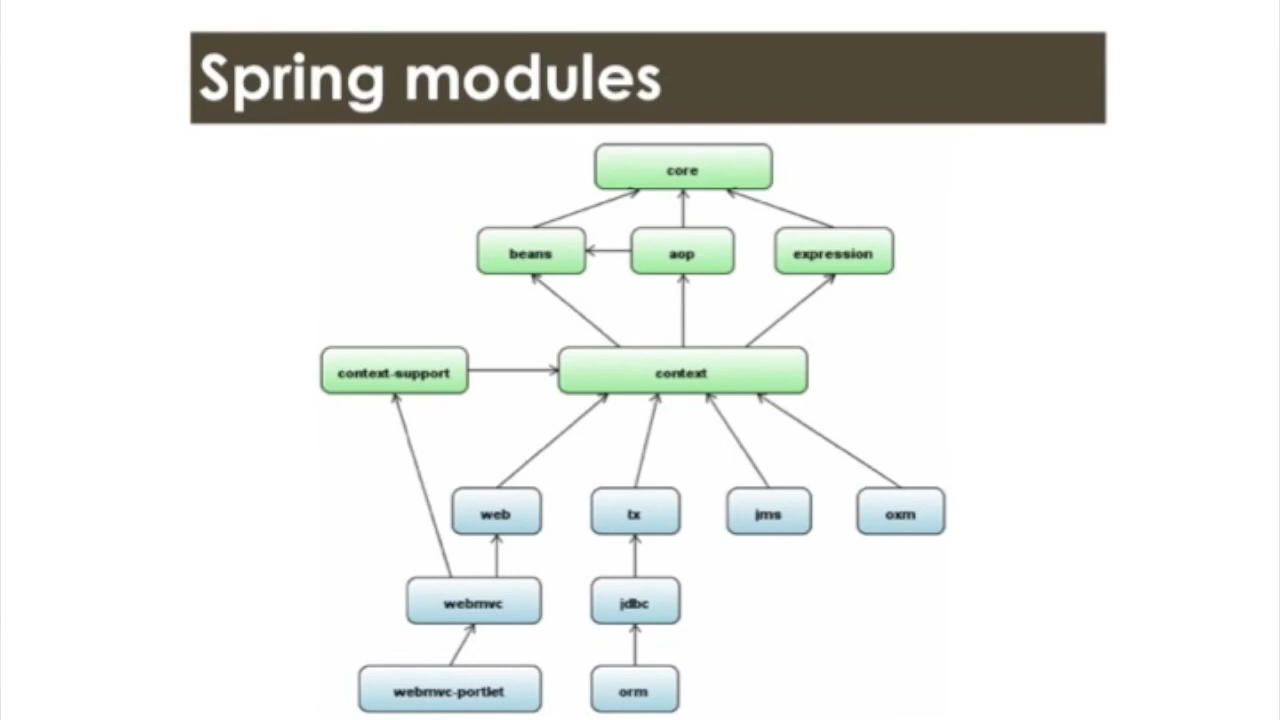 Spring modules
core
beans
aop
expression
context-support
context
web
tx
jms
oxm
webmvc
jdbc
webmvc-portlet
orm